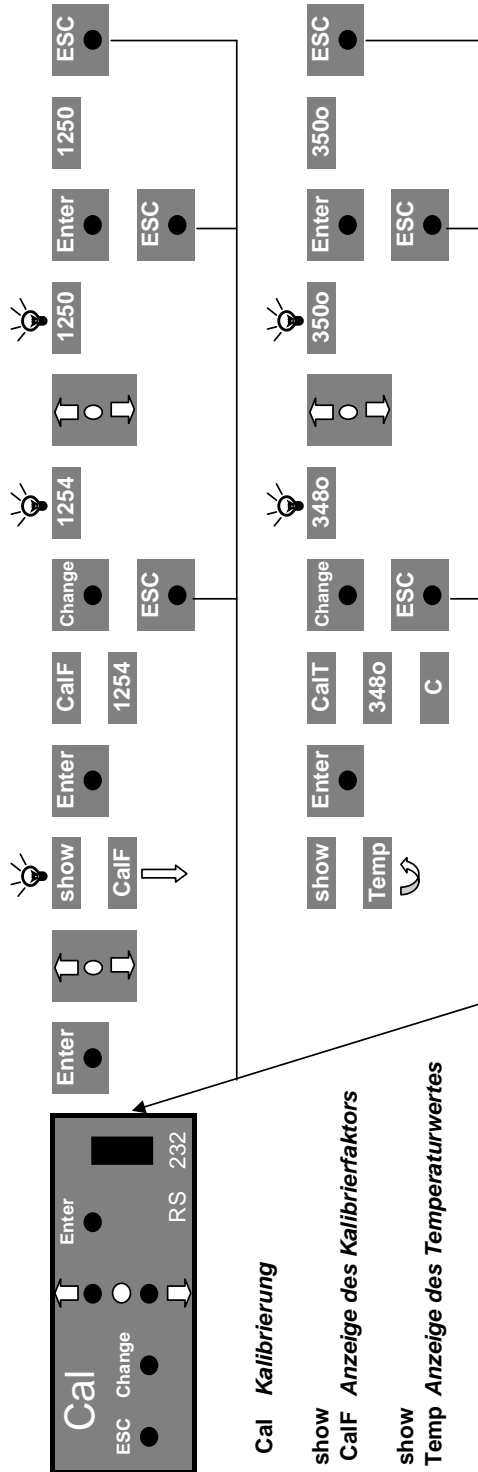 Cal
ESC Change
Enter
RS 232
Enter
show
CalF
Enter
CalF
1254
Change
ESC
1254
1250
Enter
ESC
1250
ESC
Cal Kalibrierung
show
CalF Anzeige des Kalibrierfaktors
show
Temp Anzeige des Temperaturwertes
show
Temp
Enter
CalT
348o
C
Change
ESC
348o
350o
Enter
ESC
350o
ESC